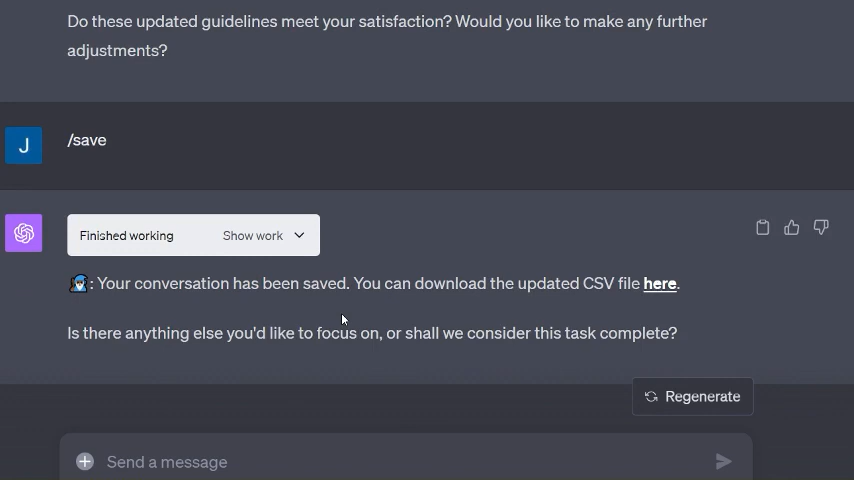 Do these updated guidelines meet your satisfaction? Would you like to make any further
adjustments?
J
/save
Finished working
Show work
: Your conversation has been saved. You can download the updated CSV file here.
Is there anything else you'd like to focus on, or shall we consider this task complete?
Regenerate
Send a message